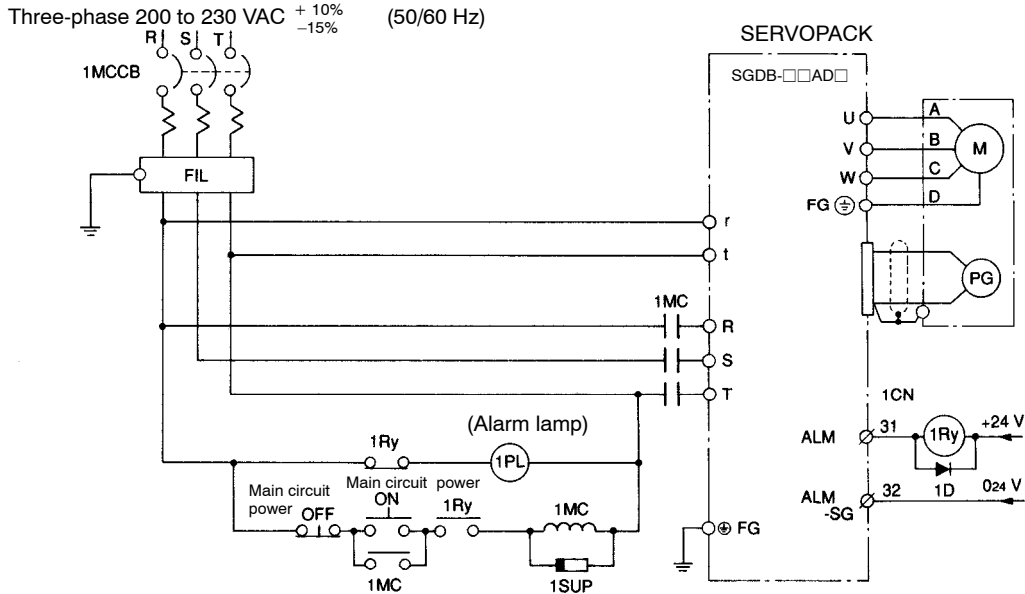 Three-phase 200 to 230 VAC + 10% −15% (50/60 Hz)
R S T
1MCCB
FIL
SERVOPACK
SGDB-□□AD□
U A
V B
W C
FG D
M
r
t
PG
1MC
R
S
T
1CN
(Alarm lamp)
1Ry
1PL
ALM 31 1Ry +24 V
1D
ALM -SG 32 024 V
Main circuit power OFF
Main circuit power
ON
1Ry
1MC
1MC
1SUP
FG